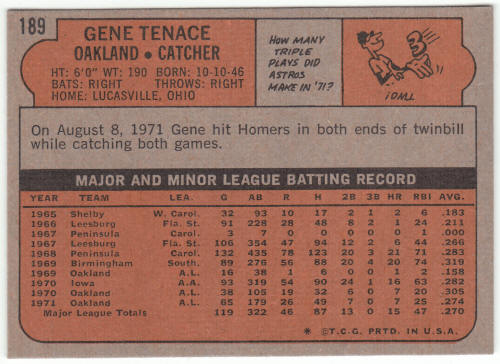 189
GENE TENACE
OAKLAND • CATCHER
HT: 6'0" WT: 190 BORN: 10-10-46
BATS: RIGHT THROWS: RIGHT
HOME: LUCASVILLE, OHIO
HOW MANY
TRIPLE
PLAYS DID
ASTROS
MAKE IN '71?
TWO!
On August 8, 1971 Gene hit Homers in both ends of twinbill
while catching both games.
MAJOR AND MINOR LEAGUE BATTING RECORD
YEAR TEAM LEA. G AB R H 2B 3B HR RBI AVG.
1965 Shelby W. Carol. 32 93 10 17 2 1 2 6 .183
1966 Leesburg Fla. St. 91 228 28 48 8 2 1 24 .211
1967 Peninsula Carol. 3 7 0 0 0 0 0 1 .000
1967 Leesburg Fla. St. 106 354 47 94 12 2 6 44 .266
1968 Peninsula Carol. 132 435 78 123 20 3 21 71 .283
1969 Birmingham South. 89 276 56 88 20 4 20 74 .319
1969 Oakland A.L. 16 38 1 6 0 0 1 2 .158
1970 Iowa A.A. 93 319 54 90 24 1 16 63 .282
1970 Oakland A.L. 38 105 19 32 6 0 7 20 .305
1971 Oakland A.L. 65 179 26 49 7 0 7 25 .274
Major League Totals 119 322 46 87 13 0 15 47 .270
* ©T.C.G. PRTD. IN U.S.A.